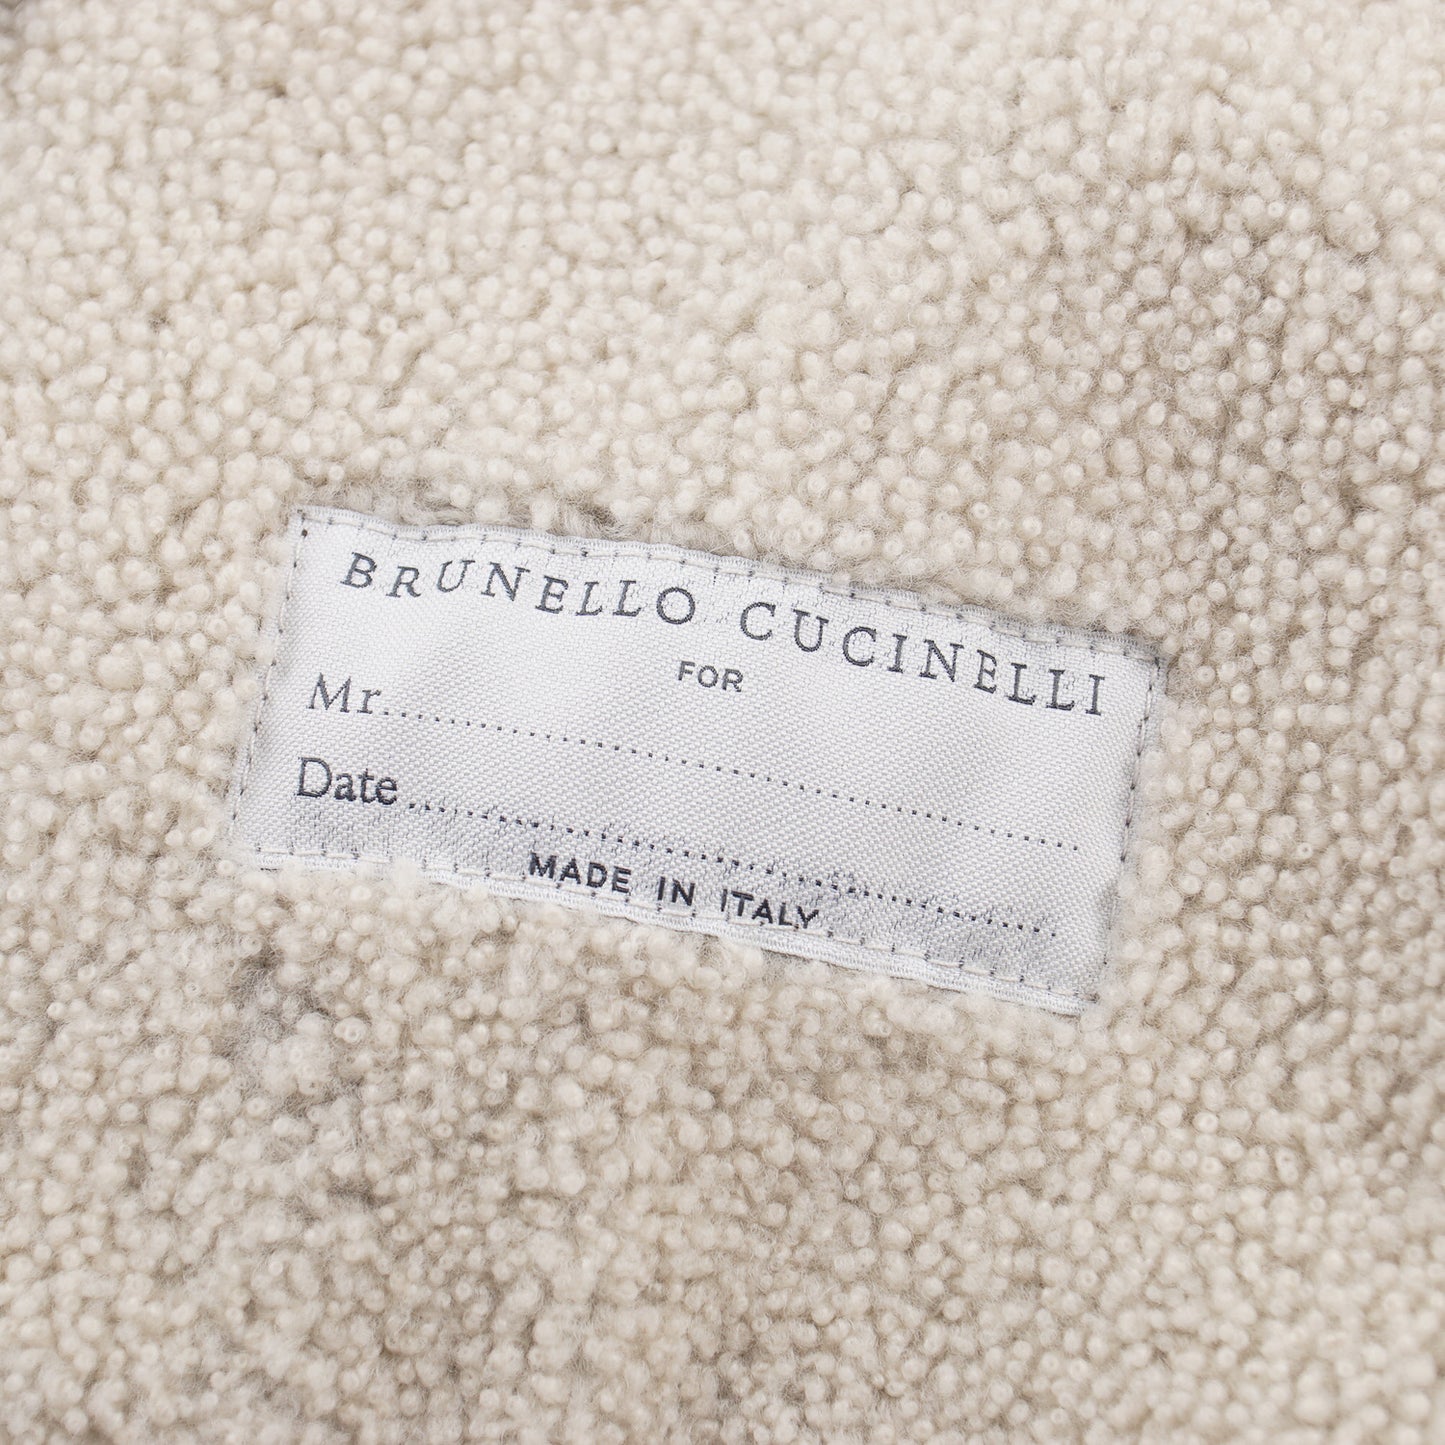 BRUNELLO CUCINELLI
FOR
Mr.............................................................
Date............................................................
MADE IN ITALY